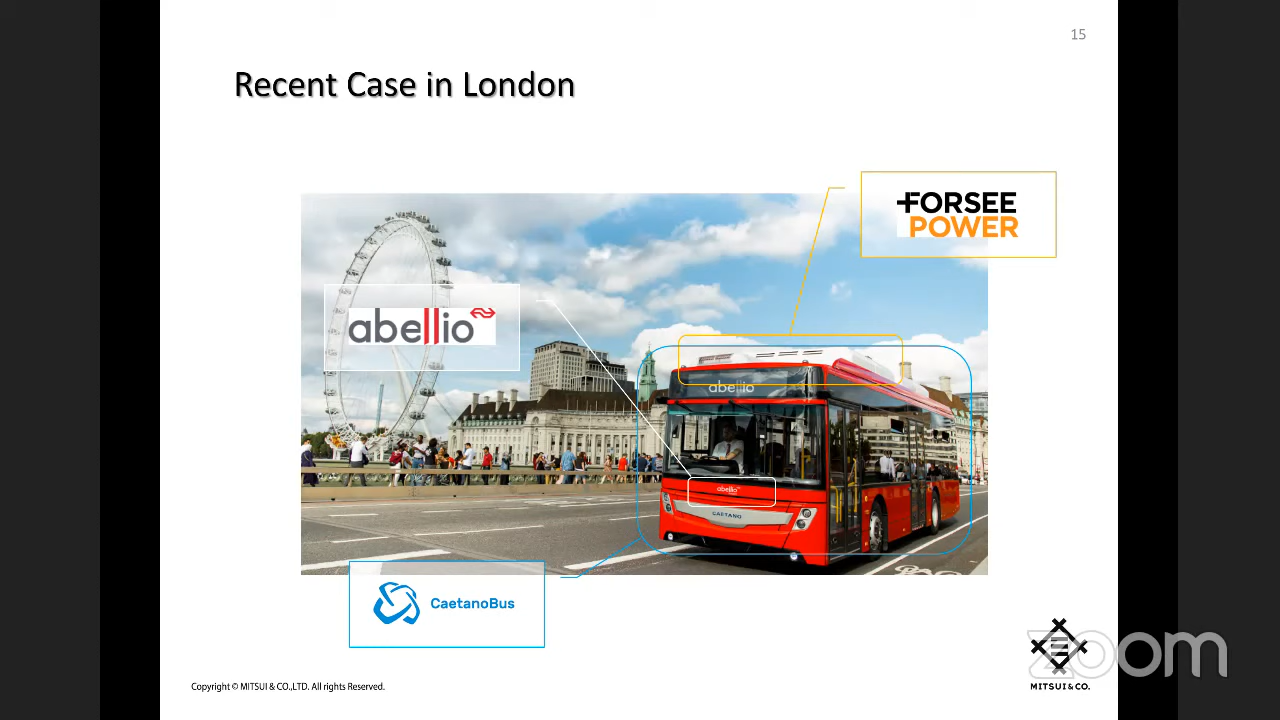 15
Recent Case in London
FORSEE
POWER
abellio
abellio
abellio
CAETANO
CaetanoBus
Copyright © MITSUI & CO.,LTD. All rights Reserved.
MITSUI & CO.
zoom